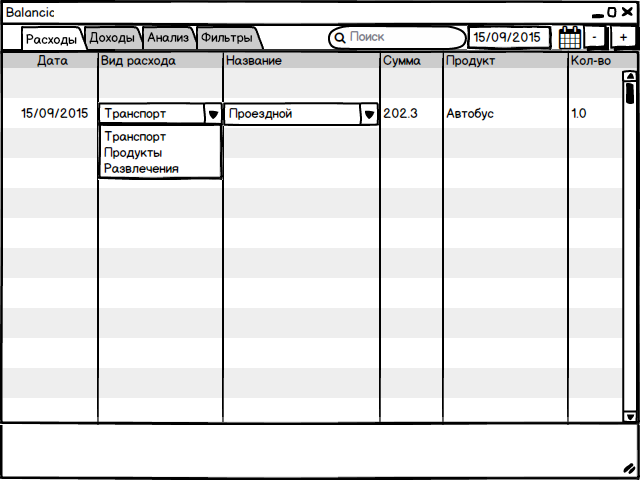 Balancic
Расходы Доходы Анализ Фильтры Поиск 15/09/2015 - +
Дата Вид расхода Название Сумма Продукт Кол-во
15/09/2015 Транспорт Проездной 202.3 Автобус 1.0
Транспорт
Продукты
Развлечения